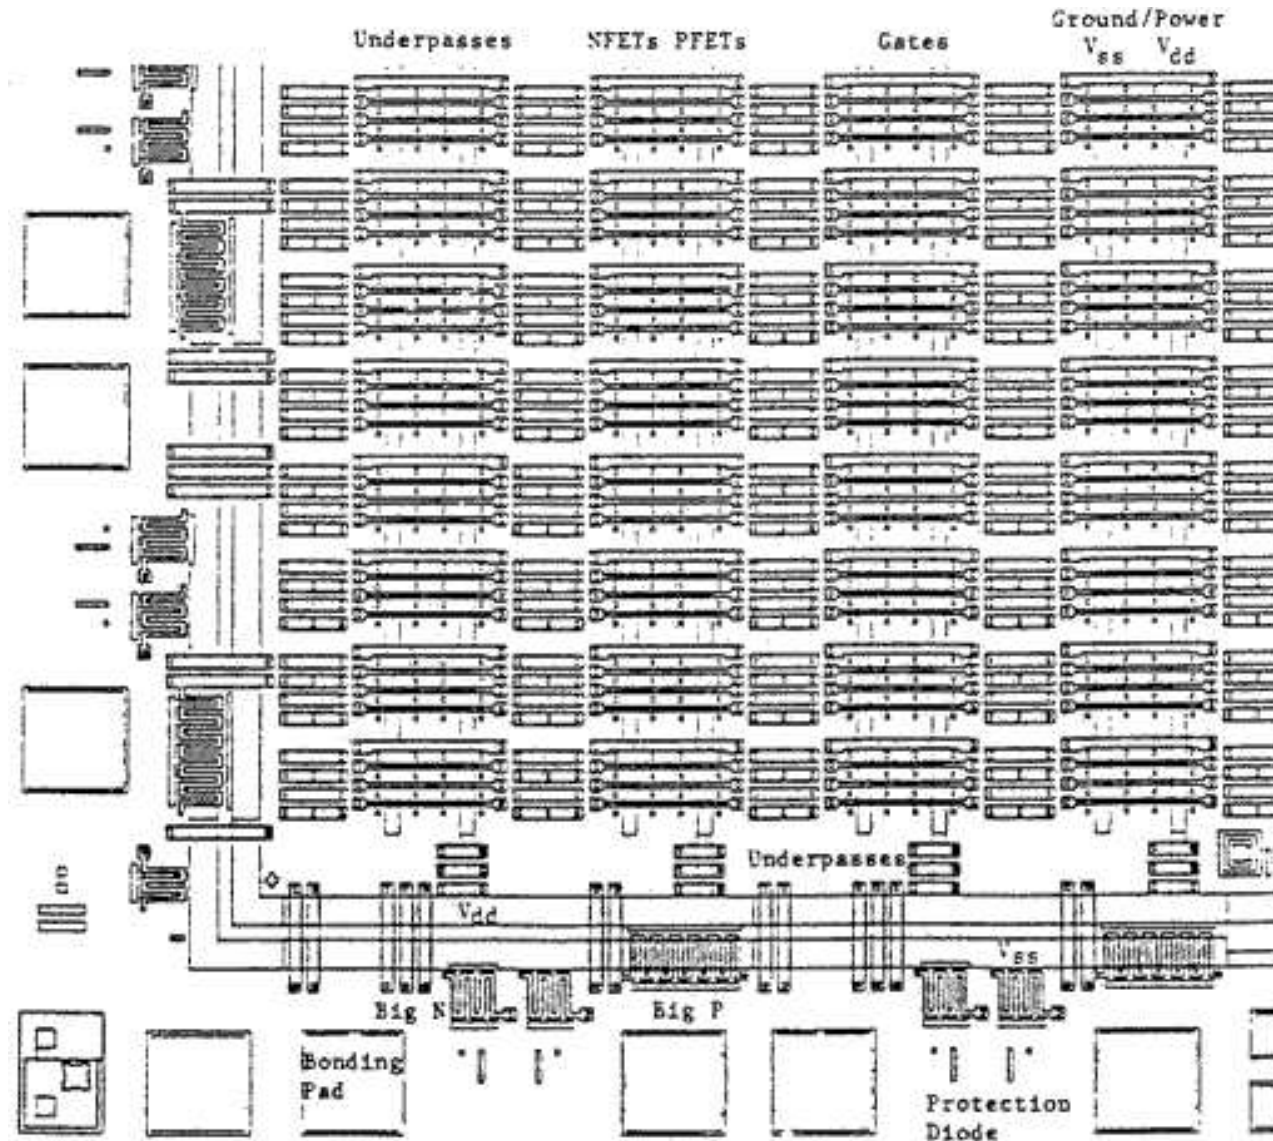 Ground/Power
Underpasses NFETs PFETs Gates Vss Vdd
Underpasses
Vdd
Vss
Big N Big P
Bonding
Pad
Protection
Diode